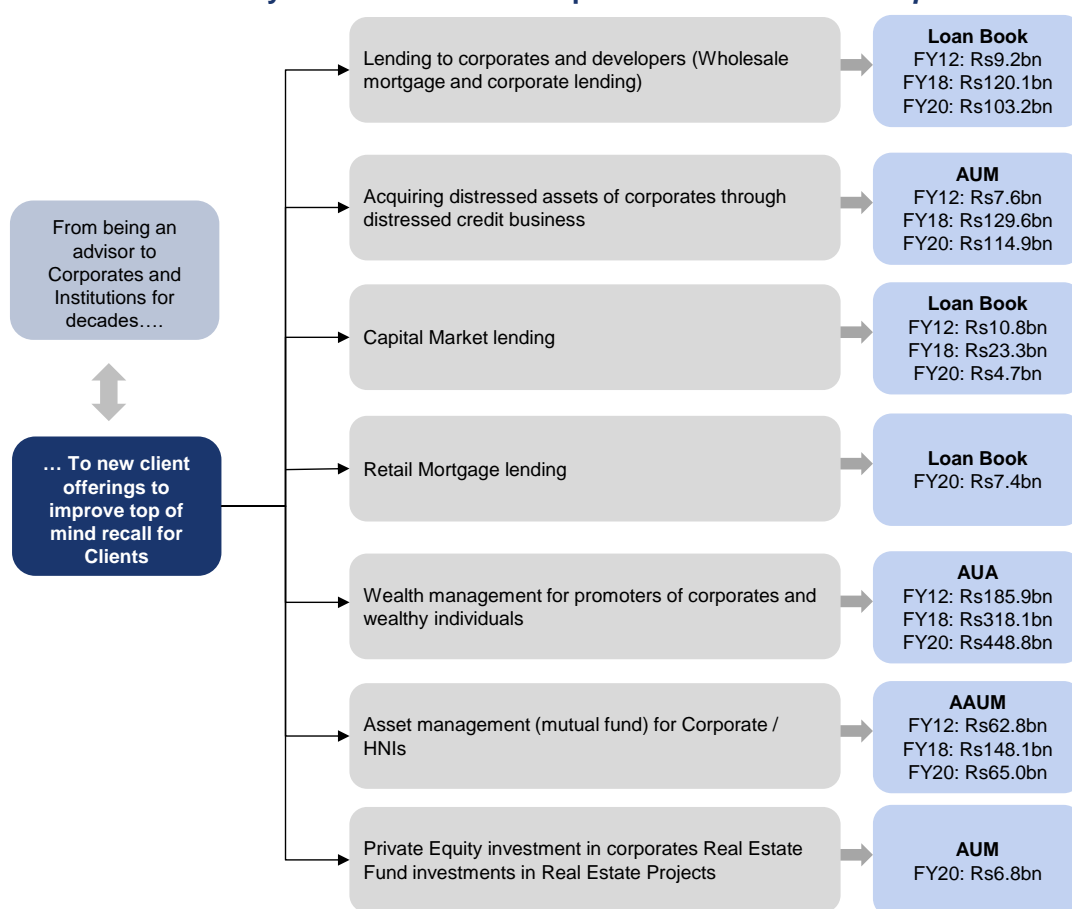 Lending to corporates and developers (Wholesale
mortgage and corporate lending)
Loan Book
FY12: Rs9.2bn
FY18: Rs120.1bn
FY20: Rs103.2bn
Acquiring distressed assets of corporates through
distressed credit business
AUM
FY12: Rs7.6bn
FY18: Rs129.6bn
FY20: Rs114.9bn
From being an
advisor to
Corporates and
Institutions for
decades….
Capital Market lending
Loan Book
FY12: Rs10.8bn
FY18: Rs23.3bn
FY20: Rs4.7bn
… To new client
offerings to
improve top of
mind recall for
Clients
Retail Mortgage lending
Loan Book
FY20: Rs7.4bn
Wealth management for promoters of corporates and
wealthy individuals
AUA
FY12: Rs185.9bn
FY18: Rs318.1bn
FY20: Rs448.8bn
Asset management (mutual fund) for Corporate /
HNIs
AAUM
FY12: Rs62.8bn
FY18: Rs148.1bn
FY20: Rs65.0bn
Private Equity investment in corporates Real Estate
Fund investments in Real Estate Projects
AUM
FY20: Rs6.8bn